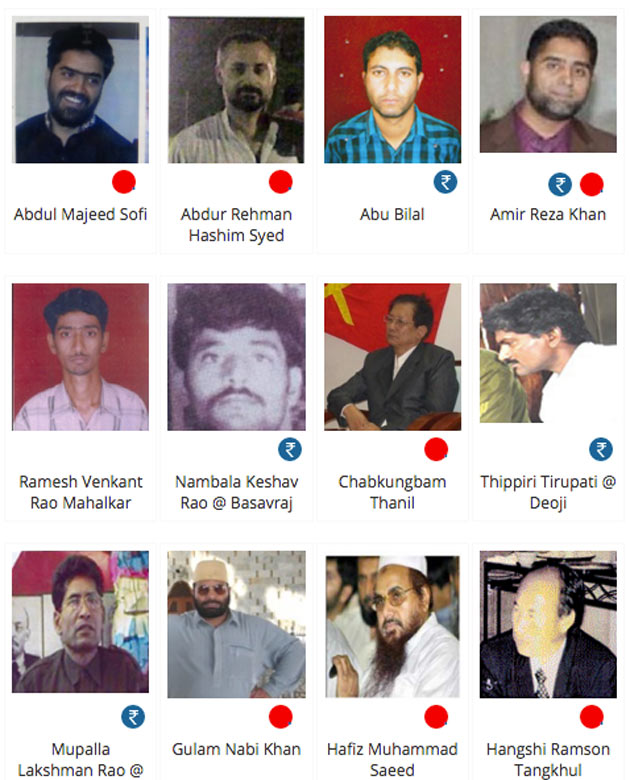 ₹
₹
Abdul Majeed Sofi
Abdur Rehman
Hashim Syed
Abu Bilal
Amir Reza Khan
₹
₹
Ramesh Venkant
Rao Mahalkar
Nambala Keshav
Rao @ Basavraj
Chabkungbam
Thanil
Thippiri Tirupati @
Deoji
₹
Mupalla
Lakshman Rao @
Gulam Nabi Khan
Hafiz Muhammad
Saeed
Hangshi Ramson
Tangkhul